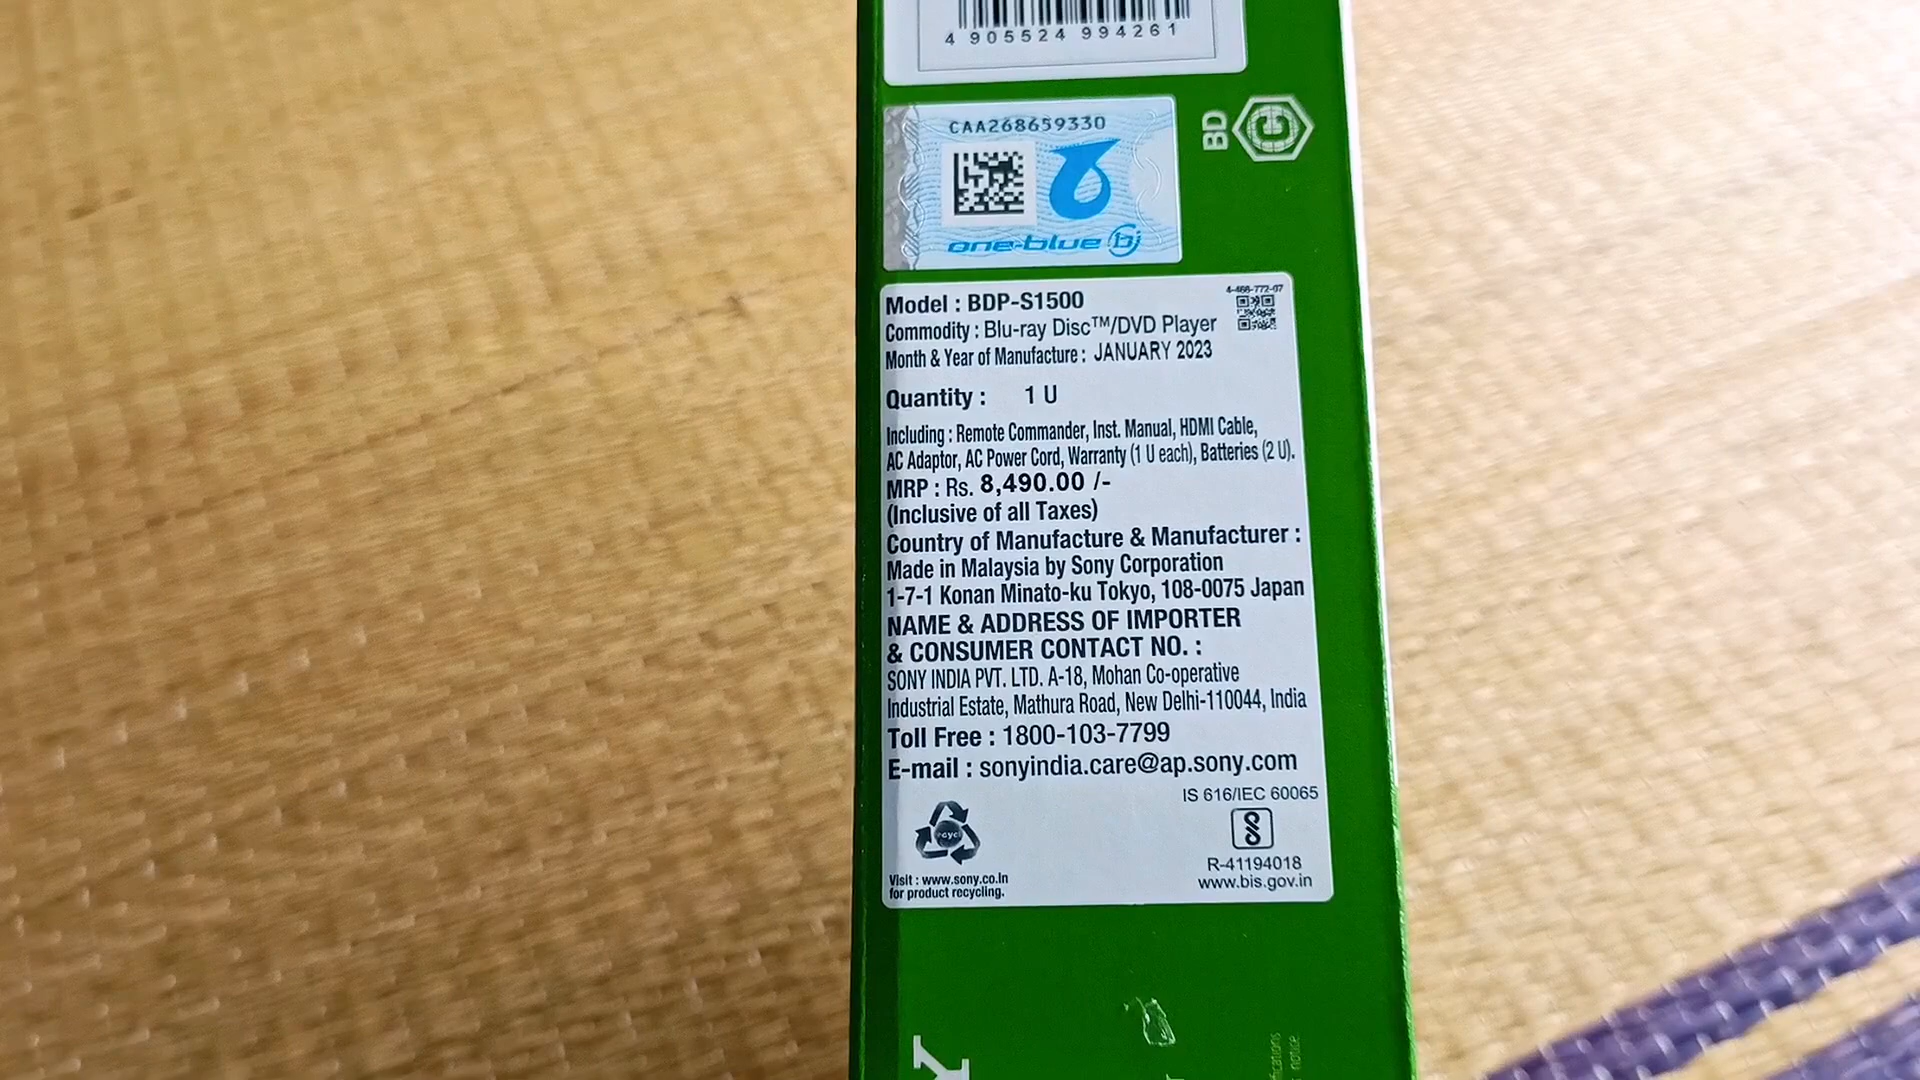 4 905524 994261
CAA268659330
BD
one-blue
4-466-772-07
Model : BDP-S1500
Commodity : Blu-ray Disc™/DVD Player
Month & Year of Manufacture : JANUARY 2023
Quantity : 1 U
Including : Remote Commander, Inst. Manual, HDMI Cable,
AC Adaptor, AC Power Cord, Warranty (1 U each), Batteries (2 U).
MRP : Rs. 8,490.00 /-
(Inclusive of all Taxes)
Country of Manufacture & Manufacturer :
Made in Malaysia by Sony Corporation
1-7-1 Konan Minato-ku Tokyo, 108-0075 Japan
NAME & ADDRESS OF IMPORTER
& CONSUMER CONTACT NO. :
SONY INDIA PVT. LTD. A-18, Mohan Co-operative
Industrial Estate, Mathura Road, New Delhi-110044, India
Toll Free : 1800-103-7799
E-mail : sonyindia.care@ap.sony.com
IS 616/IEC 60065
R-41194018
www.bis.gov.in
Visit : www.sony.co.in
for product recycling.
Y
notice